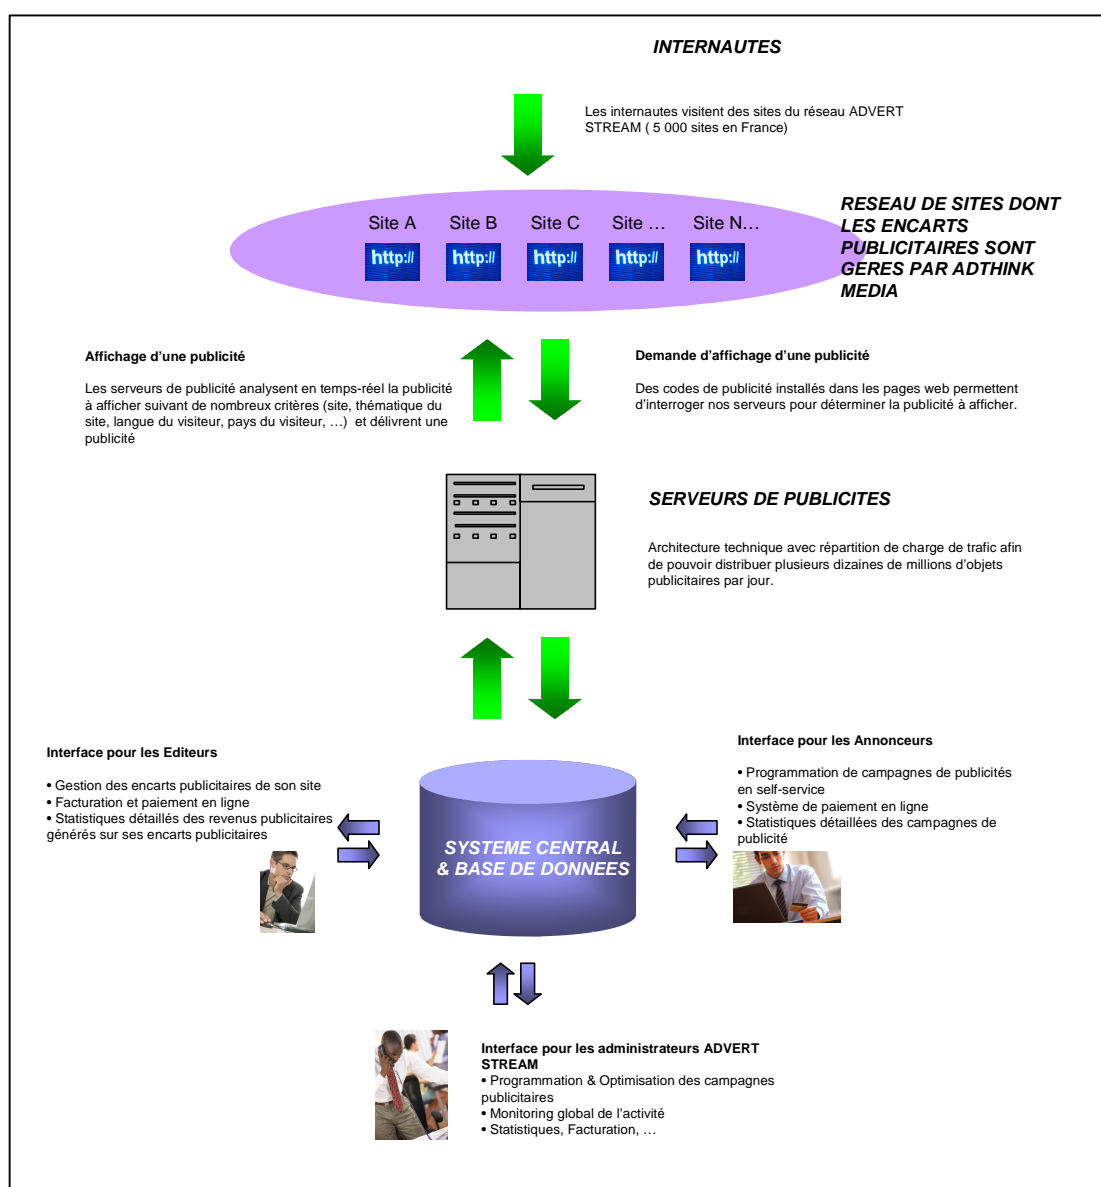 INTERNAUTES
Les internautes visitent des sites du réseau ADVERT
STREAM ( 5 000 sites en France)
RESEAU DE SITES DONT
LES ENCARTS
PUBLICITAIRES SONT
GERES PAR ADTHINK
MEDIA
Site A Site B Site C Site … Site N…
http:// http:// http:// http:// http://
Affichage d’une publicité
Les serveurs de publicité analysent en temps-réel la publicité
à afficher suivant de nombreux critères (site, thématique du
site, langue du visiteur, pays du visiteur, …) et délivrent une
publicité
Demande d’affichage d’une publicité
Des codes de publicité installés dans les pages web permettent
d’interroger nos serveurs pour déterminer la publicité à afficher.
SERVEURS DE PUBLICITES
Architecture technique avec répartition de charge de trafic afin
de pouvoir distribuer plusieurs dizaines de millions d’objets
publicitaires par jour.
Interface pour les Editeurs
• Gestion des encarts publicitaires de son site
• Facturation et paiement en ligne
• Statistiques détaillés des revenus publicitaires
générés sur ses encarts publicitaires
SYSTEME CENTRAL
& BASE DE DONNEES
Interface pour les Annonceurs
• Programmation de campagnes de publicités
en self-service
• Système de paiement en ligne
• Statistiques détaillées des campagnes de
publicité
Interface pour les administrateurs ADVERT
STREAM
• Programmation & Optimisation des campagnes
publicitaires
• Monitoring global de l’activité
• Statistiques, Facturation, …